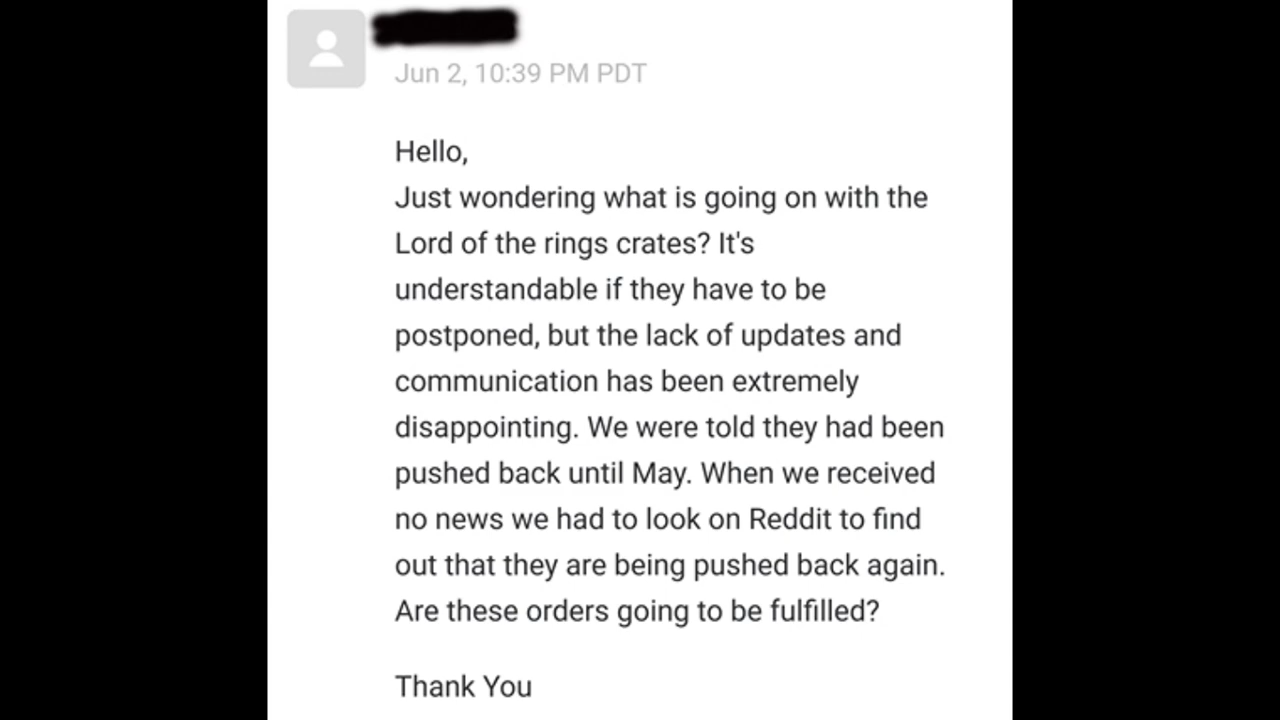 Jun 2, 10:39 PM PDT
Hello,
Just wondering what is going on with the
Lord of the rings crates? It's
understandable if they have to be
postponed, but the lack of updates and
communication has been extremely
disappointing. We were told they had been
pushed back until May. When we received
no news we had to look on Reddit to find
out that they are being pushed back again.
Are these orders going to be fulfilled?
Thank You